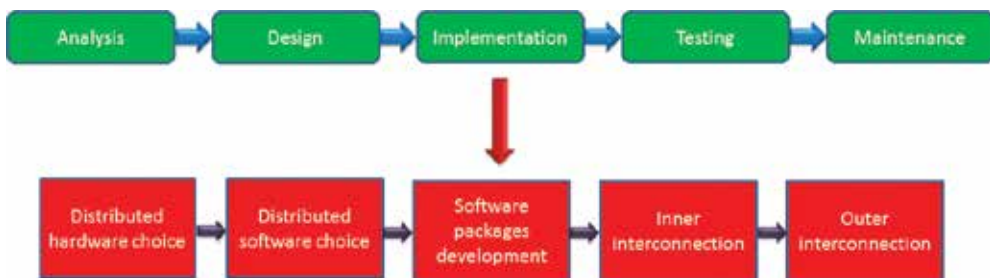 Analysis
Design
Implementation
Testing
Maintenance
Distributed
hardware choice
Distributed
software choice
Software
packages
development
Inner
interconnection
Outer
interconnection